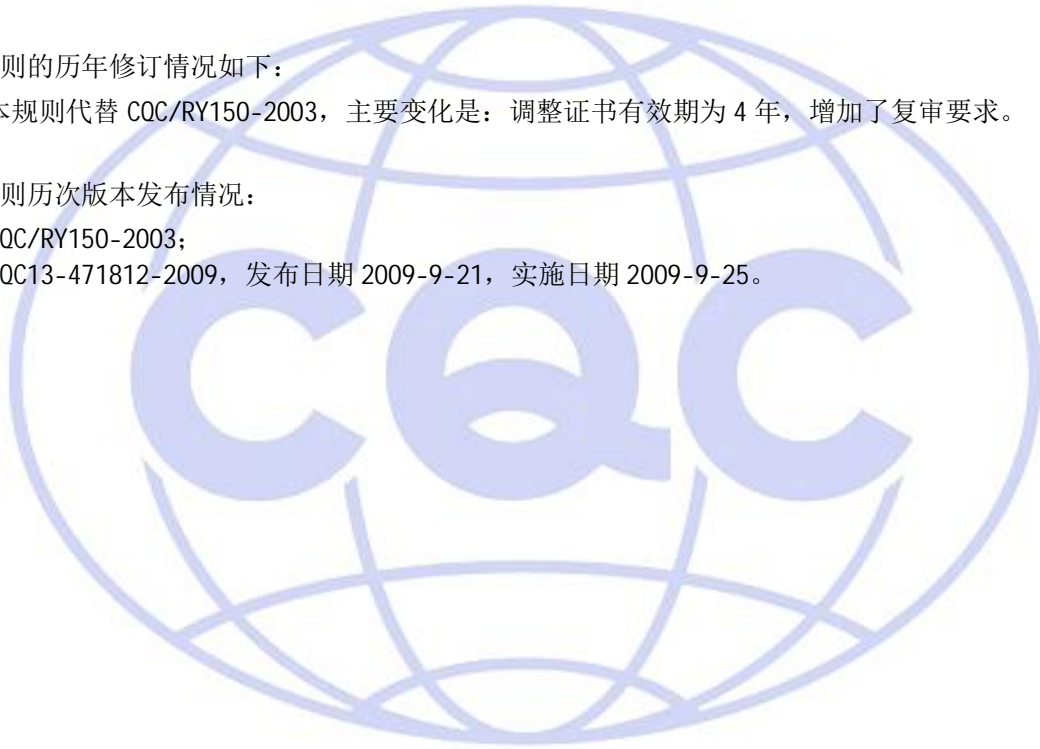 则的历年修订情况如下：
本规则代替 CQC/RY150-2003，主要变化是：调整证书有效期为 4 年，增加了复审要求。
则历次版本发布情况：
QC/RY150-2003；
QC13-471812-2009，发布日期 2009-9-21，实施日期 2009-9-25。
CQC